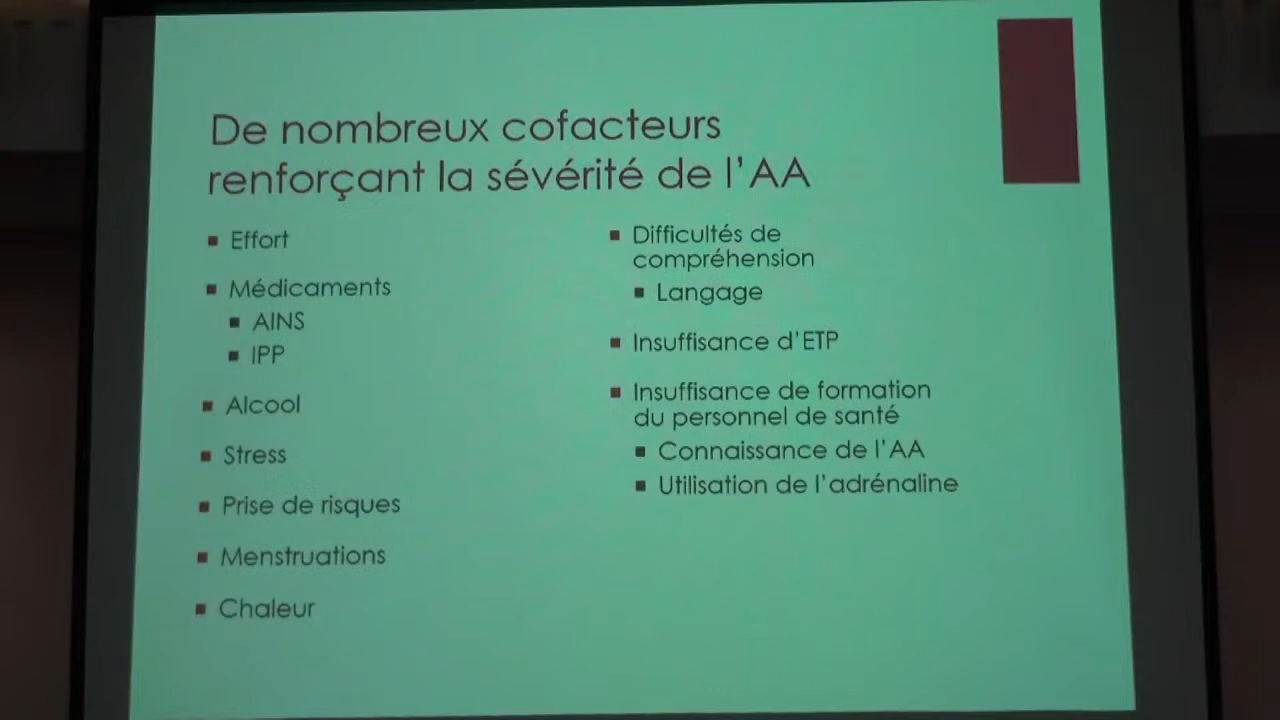 De nombreux cofacteurs
renforçant la sévérité de l'AA
Effort
Médicaments
AINS
IPP
Alcool
Stress
Prise de risques
Menstruations
Chaleur
Difficultés de
compréhension
Langage
Insuffisance d'ETP
Insuffisance de formation
du personnel de santé
Connaissance de l'AA
Utilisation de l'adrénaline